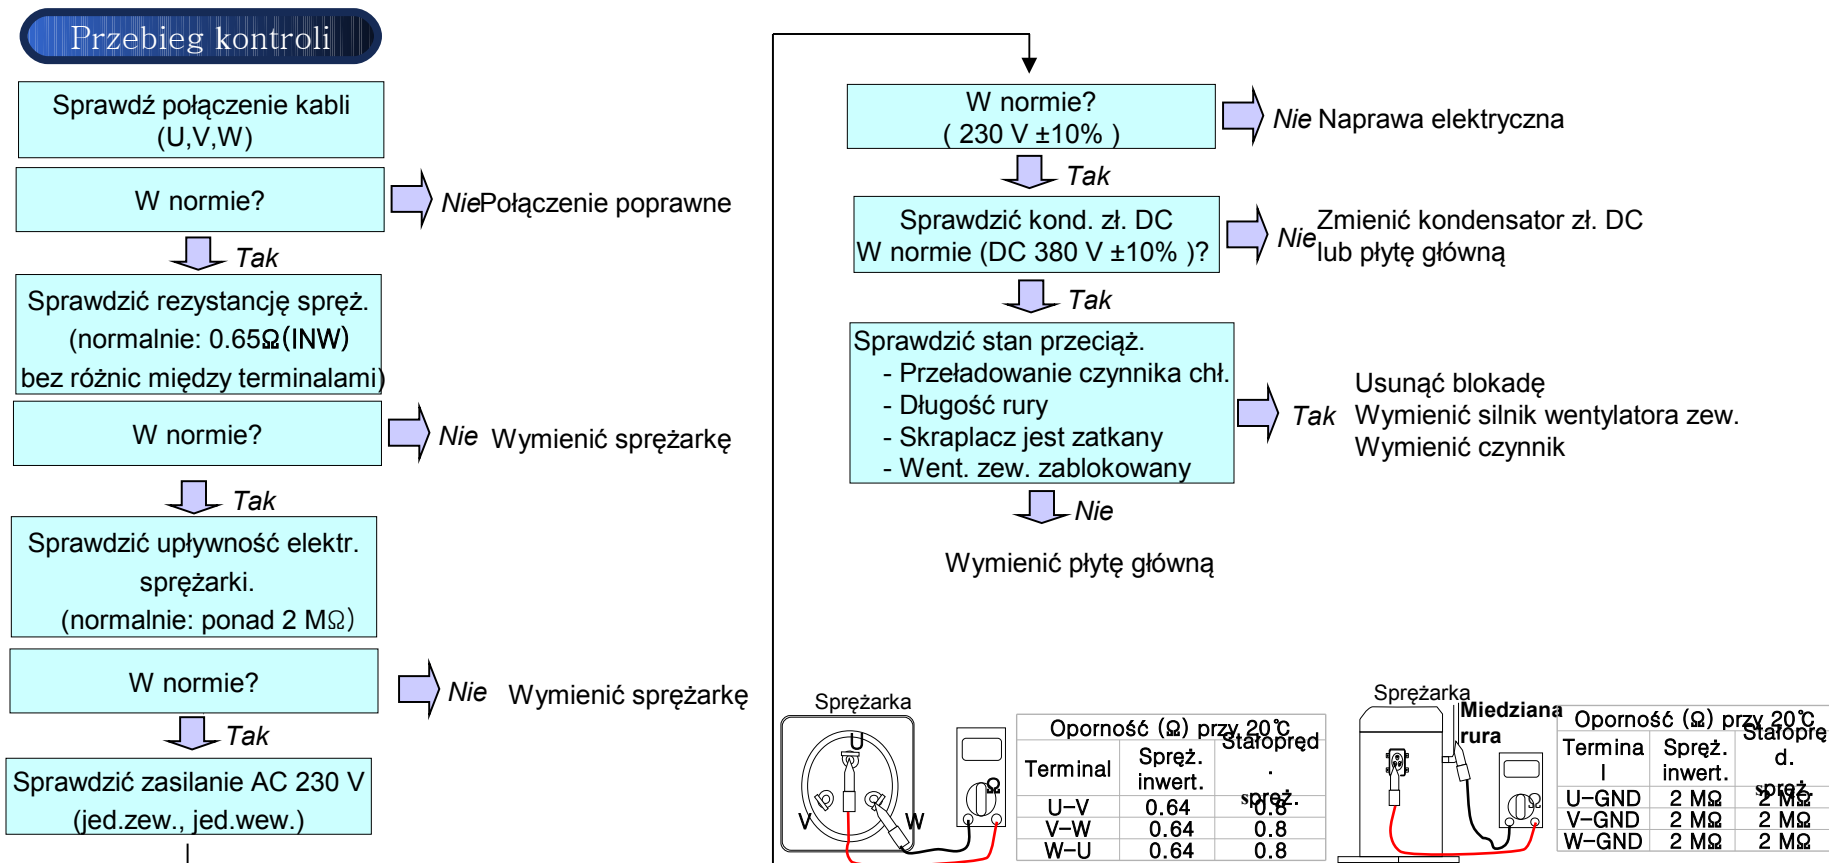 Przebieg kontroli
Sprawdź połączenie kabli
(U,V,W)
W normie?
Nie Połączenie poprawne
Tak
Sprawdzić rezystancję spręż.
(normalnie: 0.65Ω(INW)
bez różnic między terminalami)
W normie?
Nie Wymienić sprężarkę
Tak
Sprawdzić upływność elektr.
sprężarki.
(normalnie: ponad 2 MΩ)
W normie?
Nie Wymienić sprężarkę
Tak
Sprawdzić zasilanie AC 230 V
(jed.zew., jed.wew.)
W normie?
( 230 V ±10% )
Nie Naprawa elektryczna
Tak
Sprawdzić kond. zł. DC
W normie (DC 380 V ±10% )?
Nie Zmienić kondensator zł. DC
lub płytę główną
Tak
Sprawdzić stan przeciąż.
- Przeładowanie czynnika chł.
- Długość rury
- Skraplacz jest zatkany
- Went. zew. zablokowany
Tak
Usunąć blokadę
Wymienić silnik wentylatora zew.
Wymienić czynnik
Nie
Wymienić płytę główną
Sprężarka
U
V W
Ω
Oporność (Ω) przy 20℃
Terminal Spręż. inwert. Stałopręd. spręż.
U-V 0.64 0.8
V-W 0.64 0.8
W-U 0.64 0.8
Sprężarka
Miedziana
rura
Ω
Oporność (Ω) przy 20℃
Terminal Spręż. inwert. Stałopręd. spręż.
U-GND 2 MΩ 2 MΩ
V-GND 2 MΩ 2 MΩ
W-GND 2 MΩ 2 MΩ